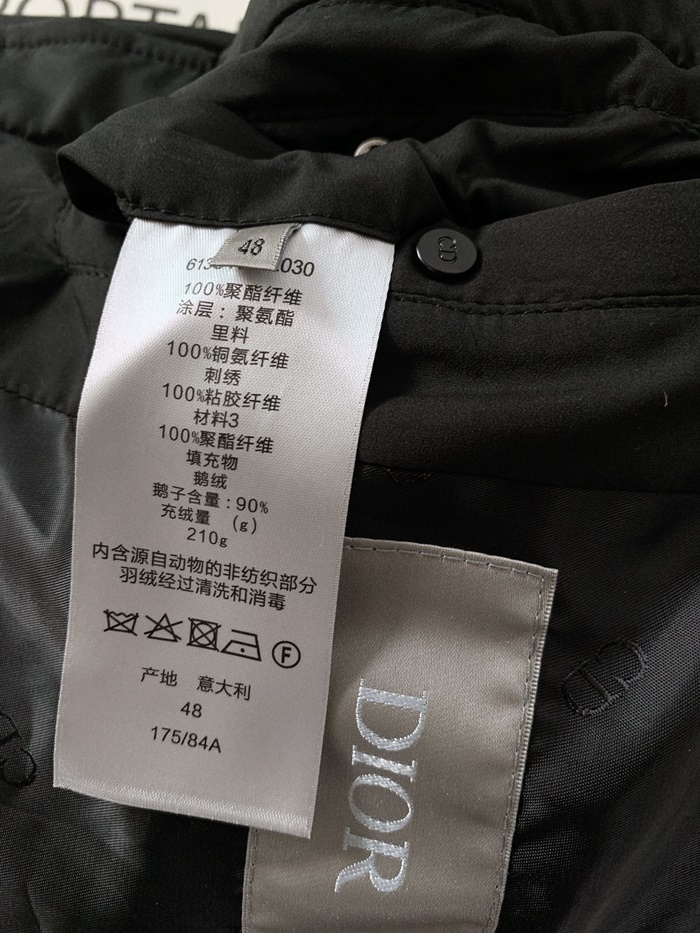 48
030
100%聚酯纤维
涂层：聚氨酯
里料
100%铜氨纤维
刺绣
100%粘胶纤维
材料3
100%聚酯纤维
填充物
鹅绒
鹅子含量：90%
充绒量 (g)
210g
内含源自动物的非纺织部分
羽绒经过清洗和消毒
F
产地 意大利
48
175/84A
DIOR